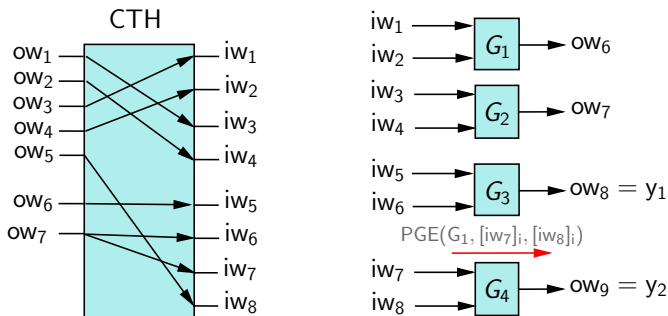 CTH
ow₁
ow₂
ow₃
ow₄
ow₅
ow₆
ow₇
iw₁
iw₂
iw₃
iw₄
iw₅
iw₆
iw₇
iw₈
iw₁
iw₂
G₁
ow₆
iw₃
iw₄
G₂
ow₇
iw₅
iw₆
G₃
ow₈ = y₁
PGE(G₁, [iw₇]ᵢ, [iw₈]ᵢ)
iw₇
iw₈
G₄
ow₉ = y₂